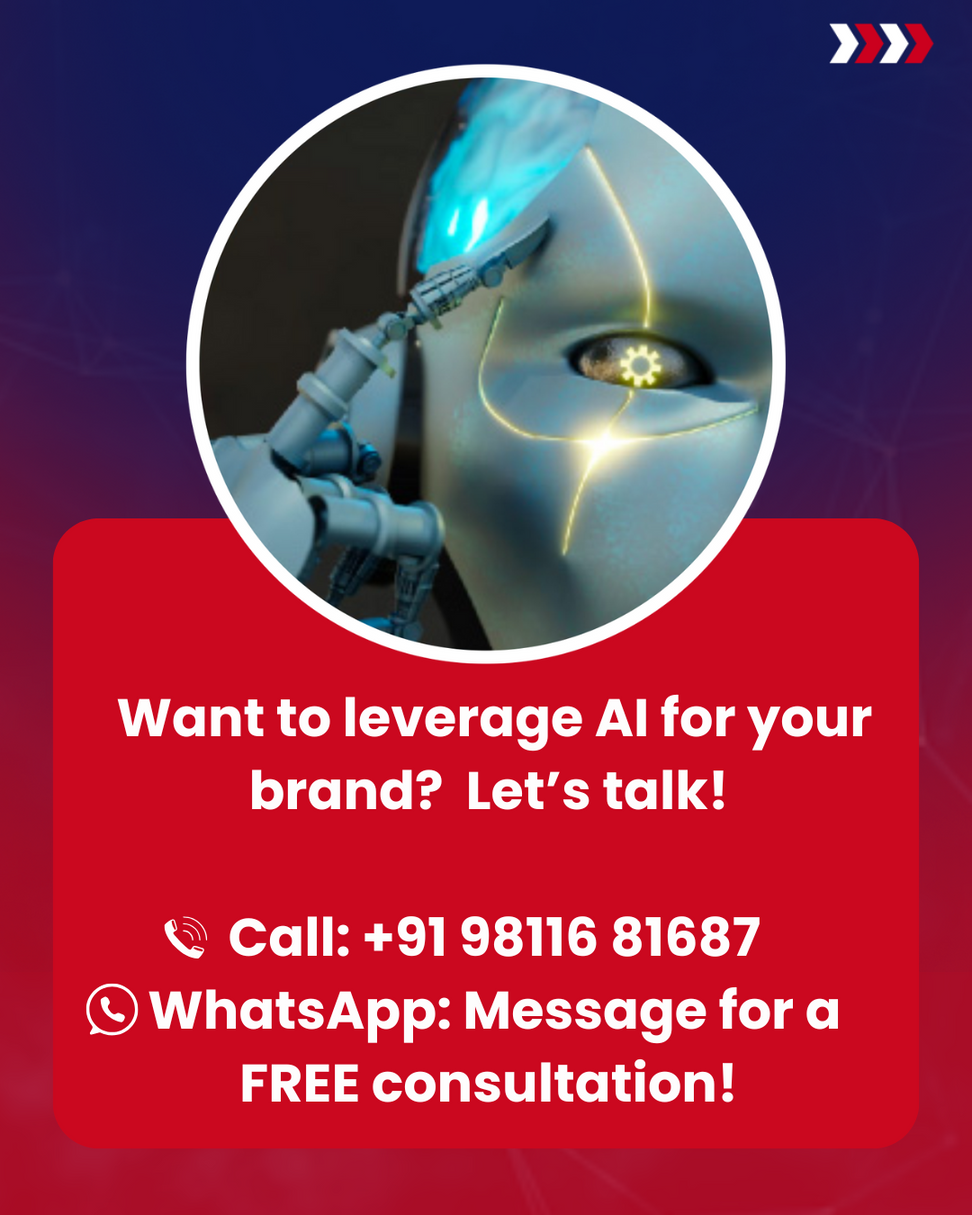 Want to leverage AI for your
brand?  Let’s talk!
Call: +91 98116 81687
WhatsApp: Message for a
FREE consultation!